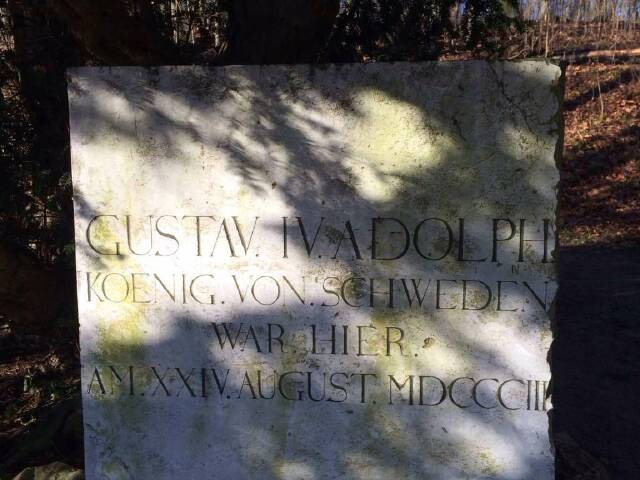 GUSTAV. IV. ADOLPH
KOENIG. VON. SCHWEDEN
WAR. HIER.
AM. XXIV. AUGUST. MDCCCIII